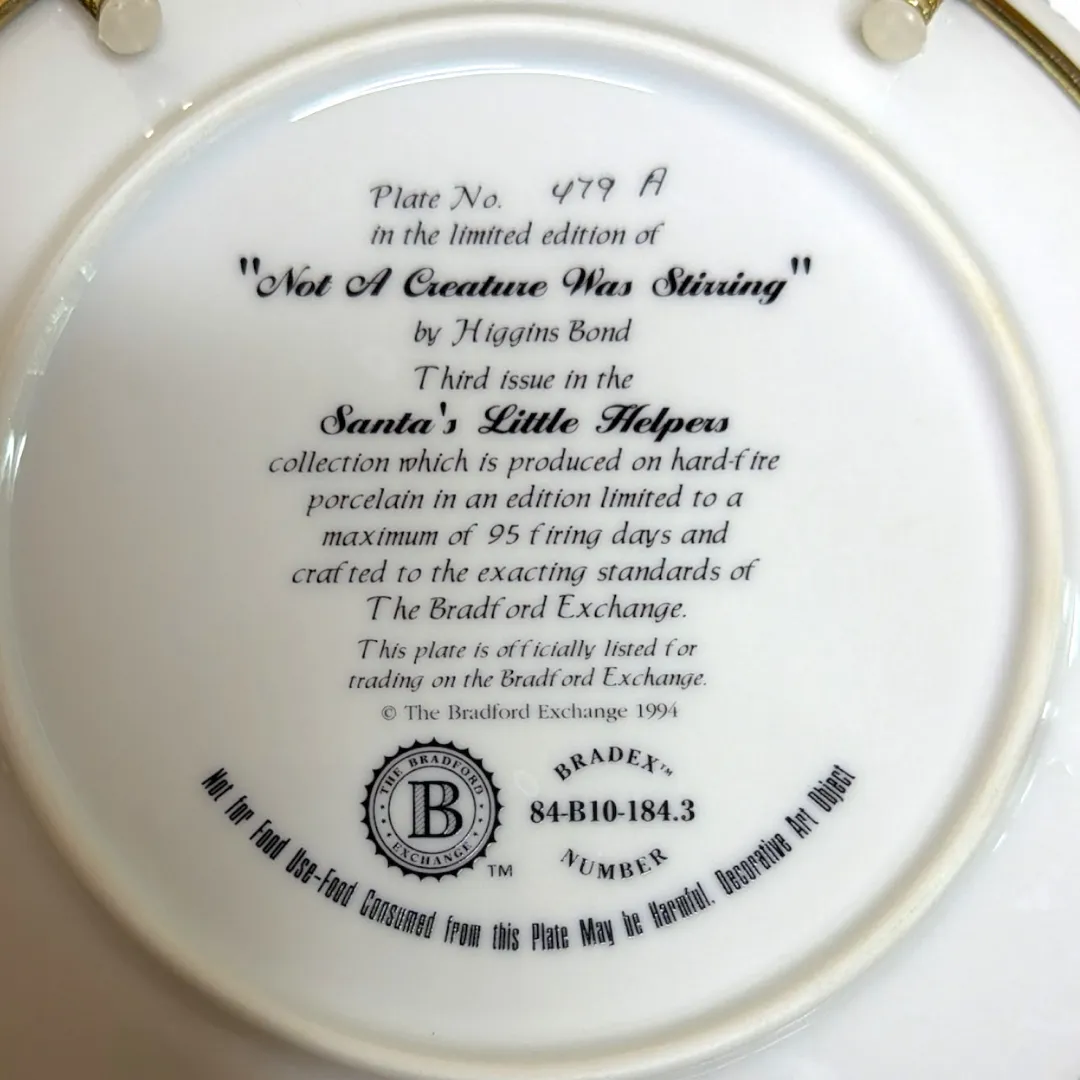 Plate No. 479 A
in the limited edition of
"Not A Creature Was Stirring"
by Higgins Bond
Third issue in the
Santa's Little Helpers
collection which is produced on hard-fire
porcelain in an edition limited to a
maximum of 95 firing days and
crafted to the exacting standards of
The Bradford Exchange.
This plate is officially listed for
trading on the Bradford Exchange.
© The Bradford Exchange 1994
THE BRADFORD
B
EXCHANGE
TM
BRADEX™
84-B10-184.3
NUMBER
Not for Food Use-Food Consumed from this Plate May be Harmful. Decorative Art Object